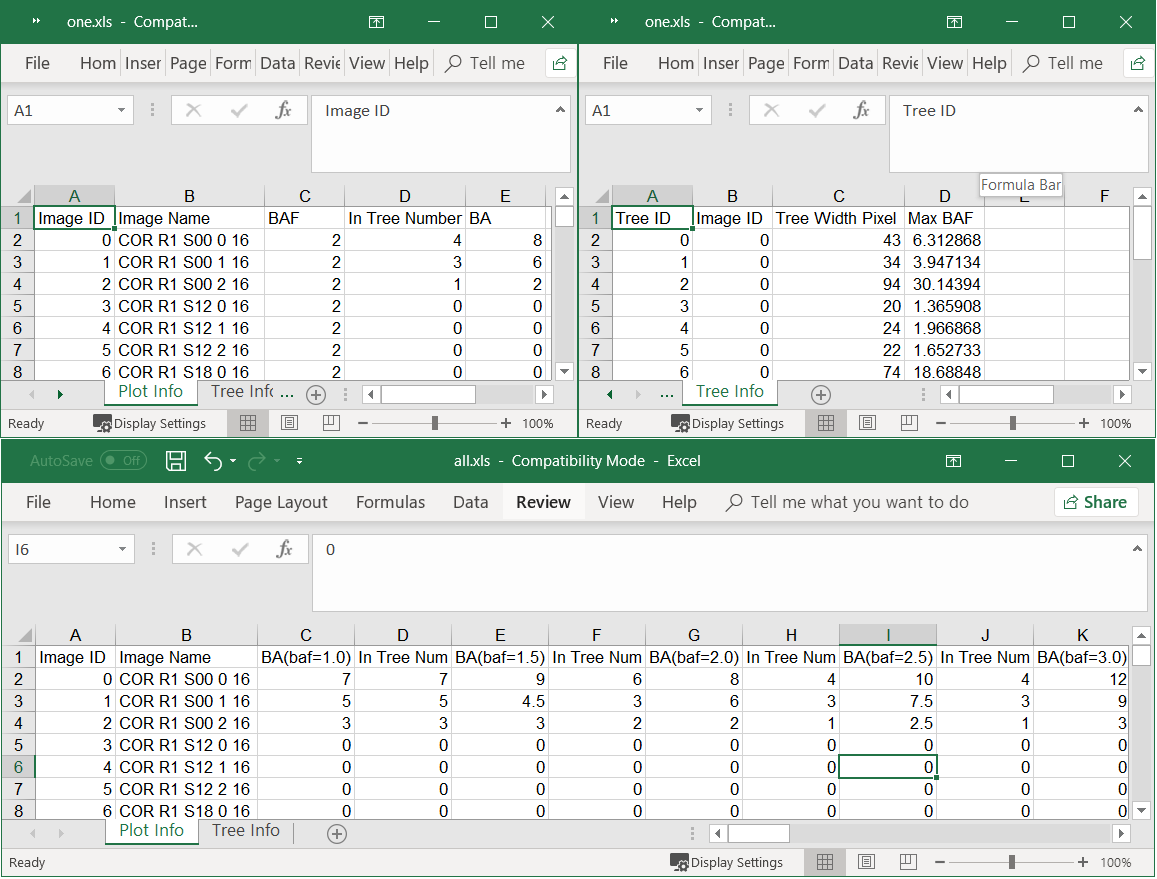 one.xls - Compat...
File Hom Inser Page Form Data Revie View Help Tell me
A1 fx Image ID
A B C D E
1 Image ID Image Name BAF In Tree Number BA
2 0 COR R1 S00 0 16 2 4 8
3 1 COR R1 S00 1 16 2 3 6
4 2 COR R1 S00 2 16 2 1 2
5 3 COR R1 S12 0 16 2 0 0
6 4 COR R1 S12 1 16 2 0 0
7 5 COR R1 S12 2 16 2 0 0
8 6 COR R1 S18 0 16 2 0 0
Plot Info Tree Info ...
Ready Display Settings 100%
one.xls - Compat...
File Hom Inser Page Form Data Revie View Help Tell me
A1 fx Tree ID
Formula Bar
A B C D E F
1 Tree ID Image ID Tree Width Pixel Max BAF
2 0 0 43 6.312868
3 1 0 34 3.947134
4 2 0 94 30.14394
5 3 0 20 1.365908
6 4 0 24 1.966868
7 5 0 22 1.652733
8 6 0 74 18.68848
... Tree Info
Ready Display Settings 100%
AutoSave Off all.xls - Compatibility Mode - Excel
File Home Insert Page Layout Formulas Data Review View Help Tell me what you want to do Share
I6 fx 0
A B C D E F G H I J K
1 Image ID Image Name BA(baf=1.0) In Tree Num BA(baf=1.5) In Tree Num BA(baf=2.0) In Tree Num BA(baf=2.5) In Tree Num BA(baf=3.0)
2 0 COR R1 S00 0 16 7 7 9 6 8 4 10 4 12
3 1 COR R1 S00 1 16 5 5 4.5 3 6 3 7.5 3 9
4 2 COR R1 S00 2 16 3 3 3 2 2 1 2.5 1 3
5 3 COR R1 S12 0 16 0 0 0 0 0 0 0 0 0
6 4 COR R1 S12 1 16 0 0 0 0 0 0 0 0 0
7 5 COR R1 S12 2 16 0 0 0 0 0 0 0 0 0
8 6 COR R1 S18 0 16 0 0 0 0 0 0 0 0 0
Plot Info Tree Info
Ready Display Settings 100%